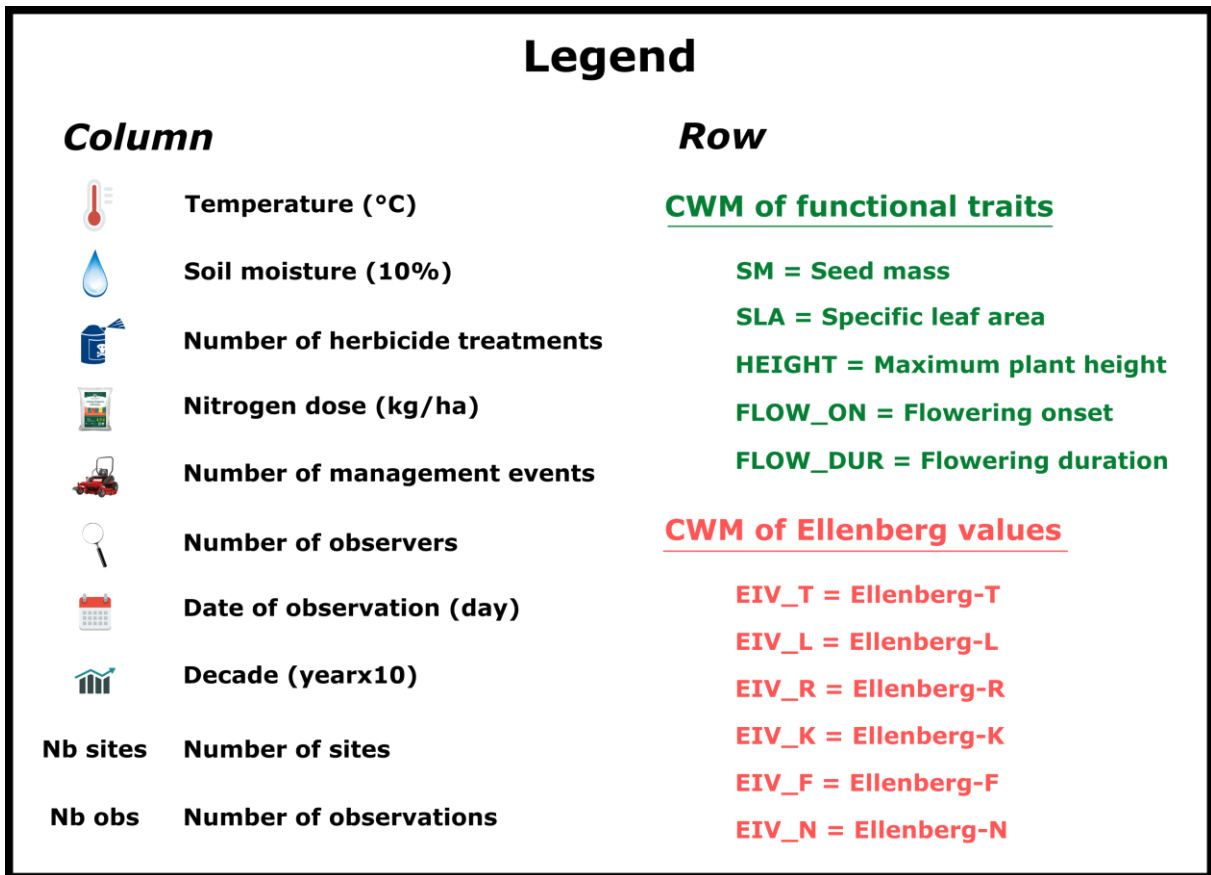 Legend
Column
Temperature (°C)
Soil moisture (10%)
Number of herbicide treatments
Nitrogen dose (kg/ha)
Number of management events
Number of observers
Date of observation (day)
Decade (yearx10)
Nb sites Number of sites
Nb obs Number of observations
Row
CWM of functional traits
SM = Seed mass
SLA = Specific leaf area
HEIGHT = Maximum plant height
FLOW_ON = Flowering onset
FLOW_DUR = Flowering duration
CWM of Ellenberg values
EIV_T = Ellenberg-T
EIV_L = Ellenberg-L
EIV_R = Ellenberg-R
EIV_K = Ellenberg-K
EIV_F = Ellenberg-F
EIV_N = Ellenberg-N